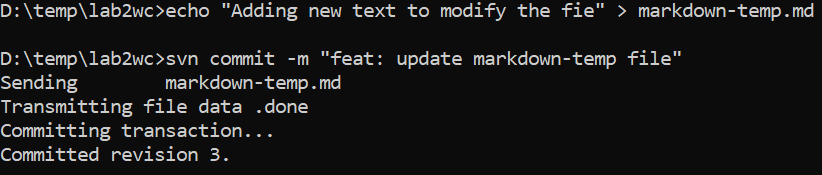 D:\temp\lab2wc>echo "Adding new text to modify the fie" > markdown-temp.md
D:\temp\lab2wc>svn commit -m "feat: update markdown-temp file"
Sending        markdown-temp.md
Transmitting file data .done
Committing transaction...
Committed revision 3.